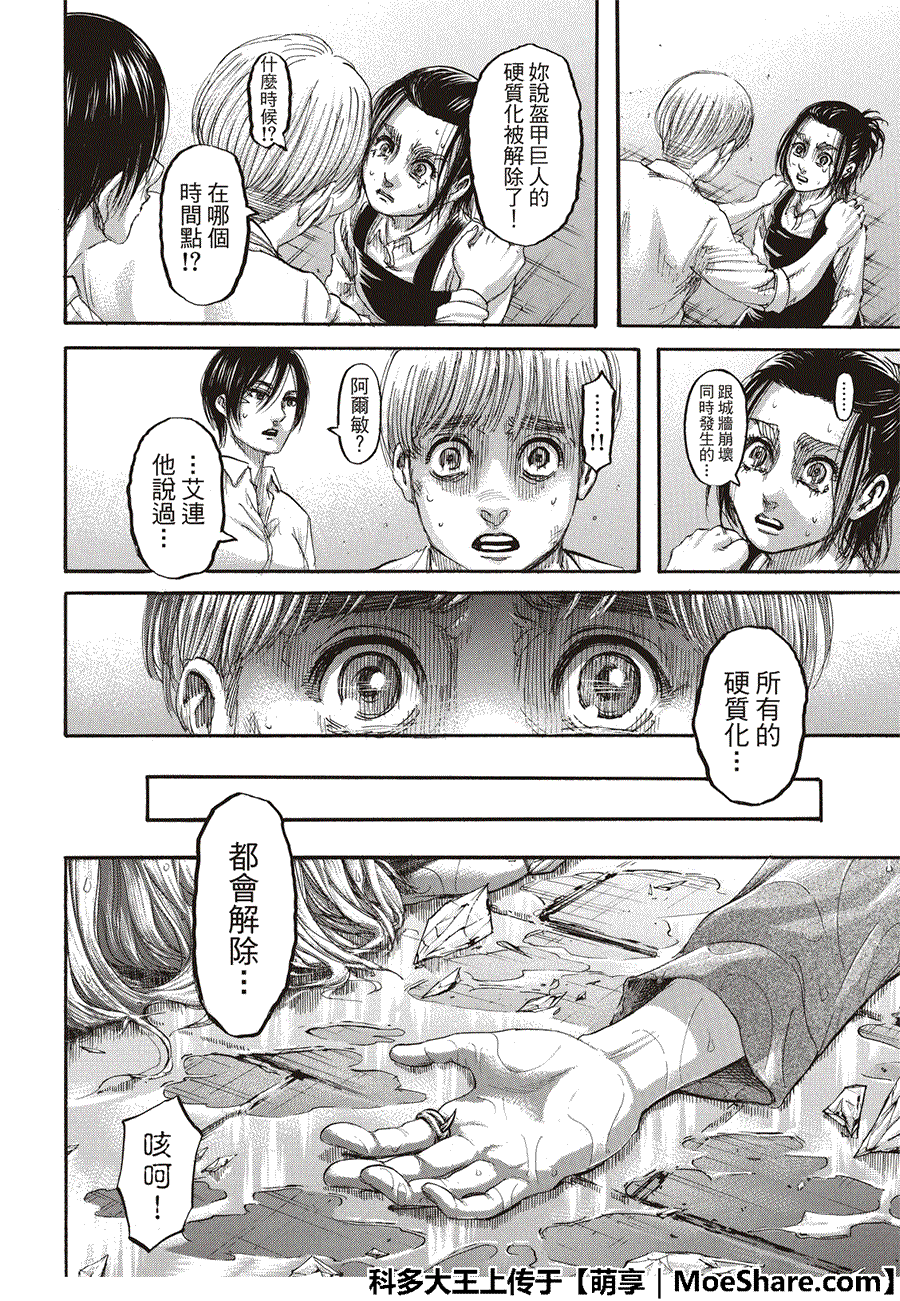 妳說盔甲巨人的
硬質化被解除了！
什麼時候!?
在哪個
時間點!?
……
跟城牆崩壞
同時發生的…
……!!
阿爾敏？
…艾連
他說過…
所有的
硬質化…
都會解除…
咳呵！
科多大王上传于【萌享｜MoeShare.com】